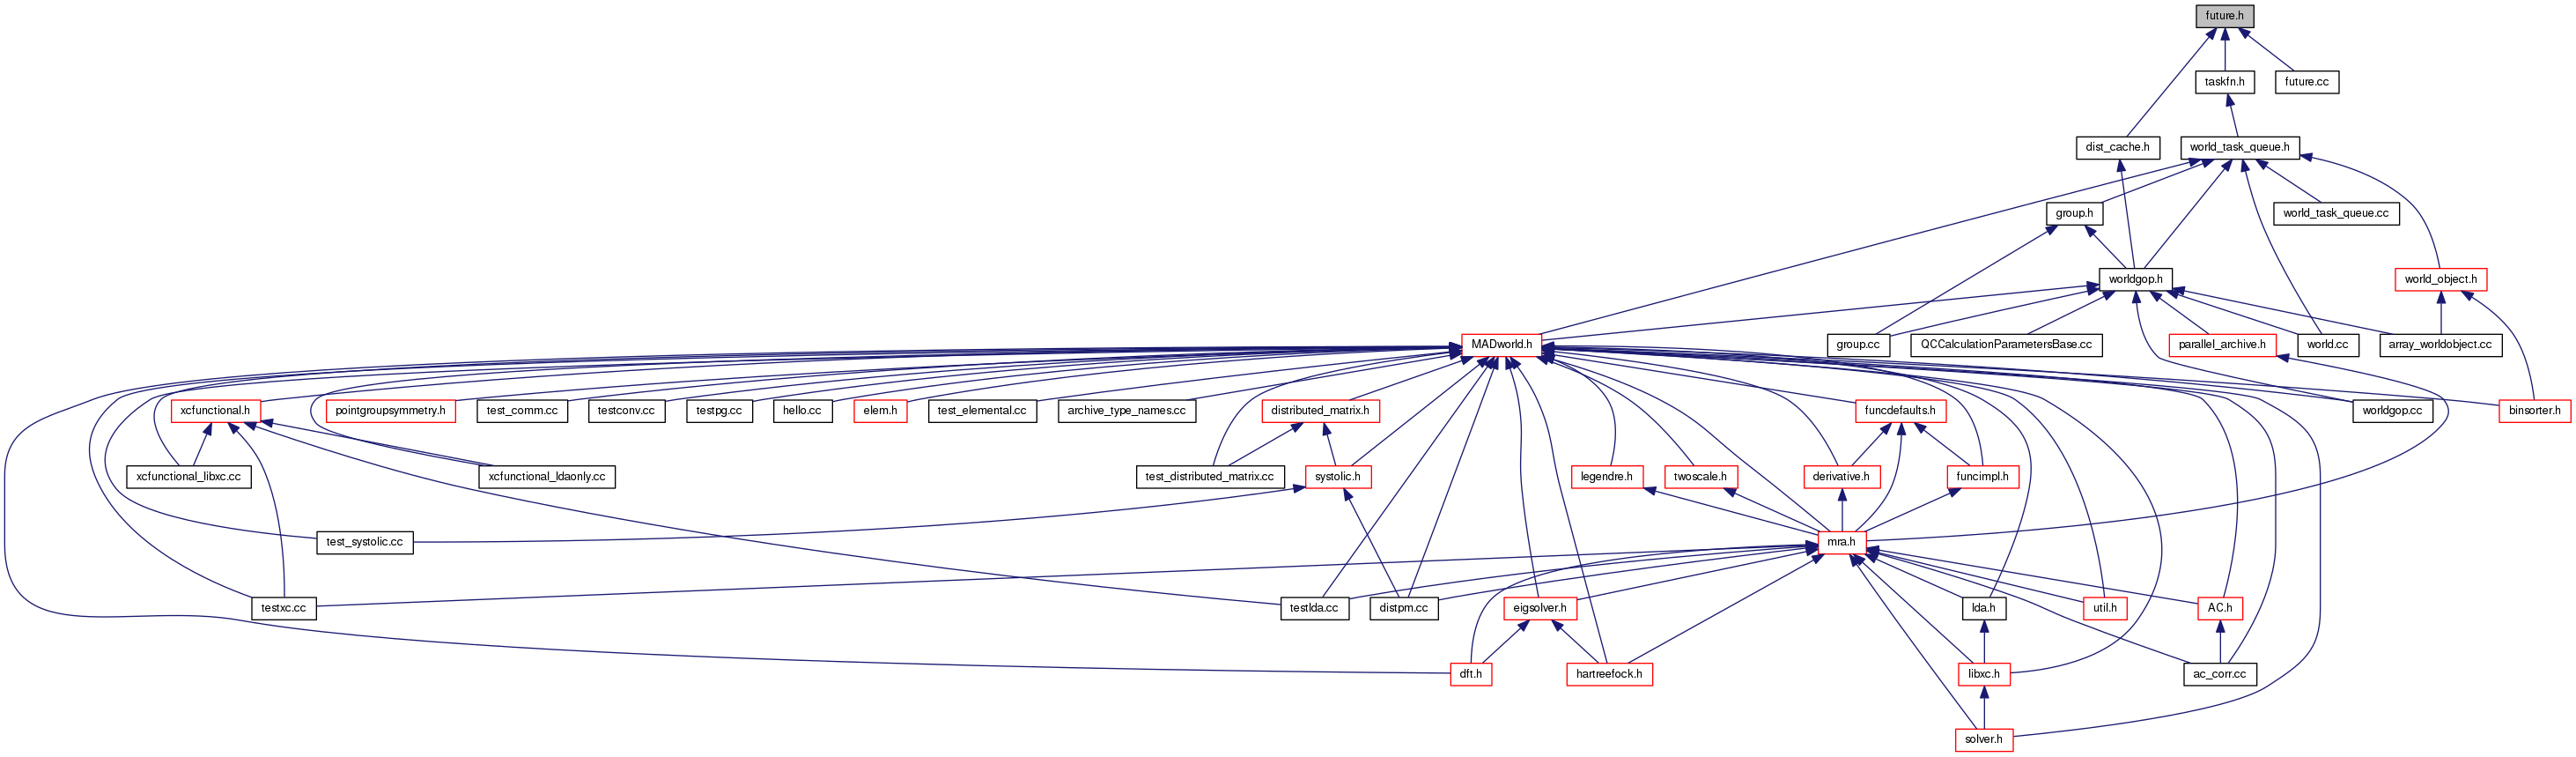 future.h
taskfn.h
future.cc
dist_cache.h
world_task_queue.h
group.h
world_task_queue.cc
worldgop.h
world_object.h
MADworld.h
group.cc
QCCalculationParametersBase.cc
parallel_archive.h
world.cc
array_worldobject.cc
xcfunctional.h
pointgroupsymmetry.h
test_comm.cc
testconv.cc
testpg.cc
hello.cc
elem.h
test_elemental.cc
archive_type_names.cc
distributed_matrix.h
funcdefaults.h
worldgop.cc
binsorter.h
xcfunctional_libxc.cc
xcfunctional_ldaonly.cc
test_distributed_matrix.cc
systolic.h
legendre.h
twoscale.h
derivative.h
funcimpl.h
test_systolic.cc
mra.h
testxc.cc
testlda.cc
distpm.cc
eigsolver.h
lda.h
util.h
AC.h
dft.h
hartreefock.h
libxc.h
ac_corr.cc
solver.h